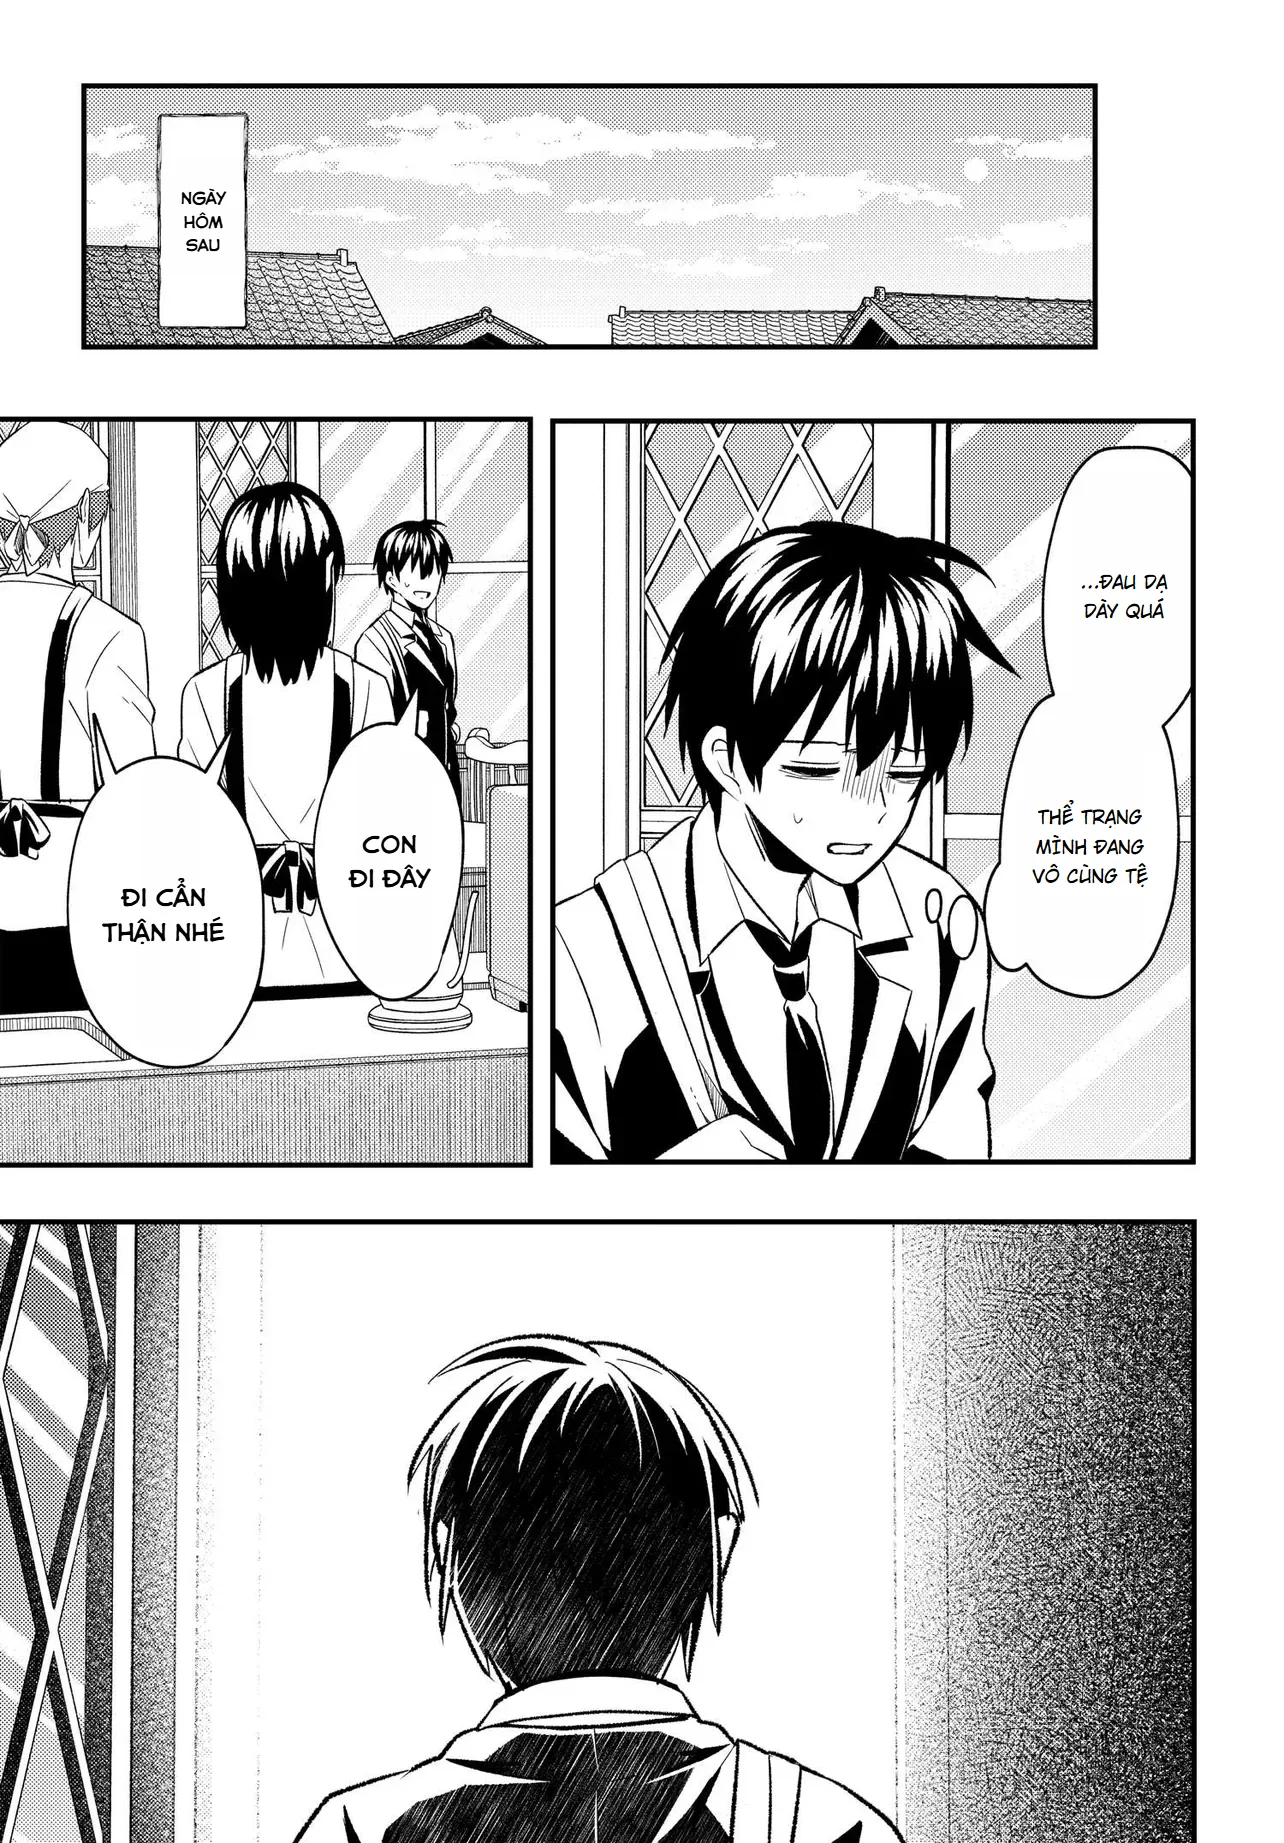 NGÀY
HÔM
SAU
...ĐAU DẠ
DÀY QUÁ
THỂ TRẠNG
MÌNH ĐANG
VÔ CÙNG TỆ
CON
ĐI ĐÂY
ĐI CẨN
THẬN NHÉ